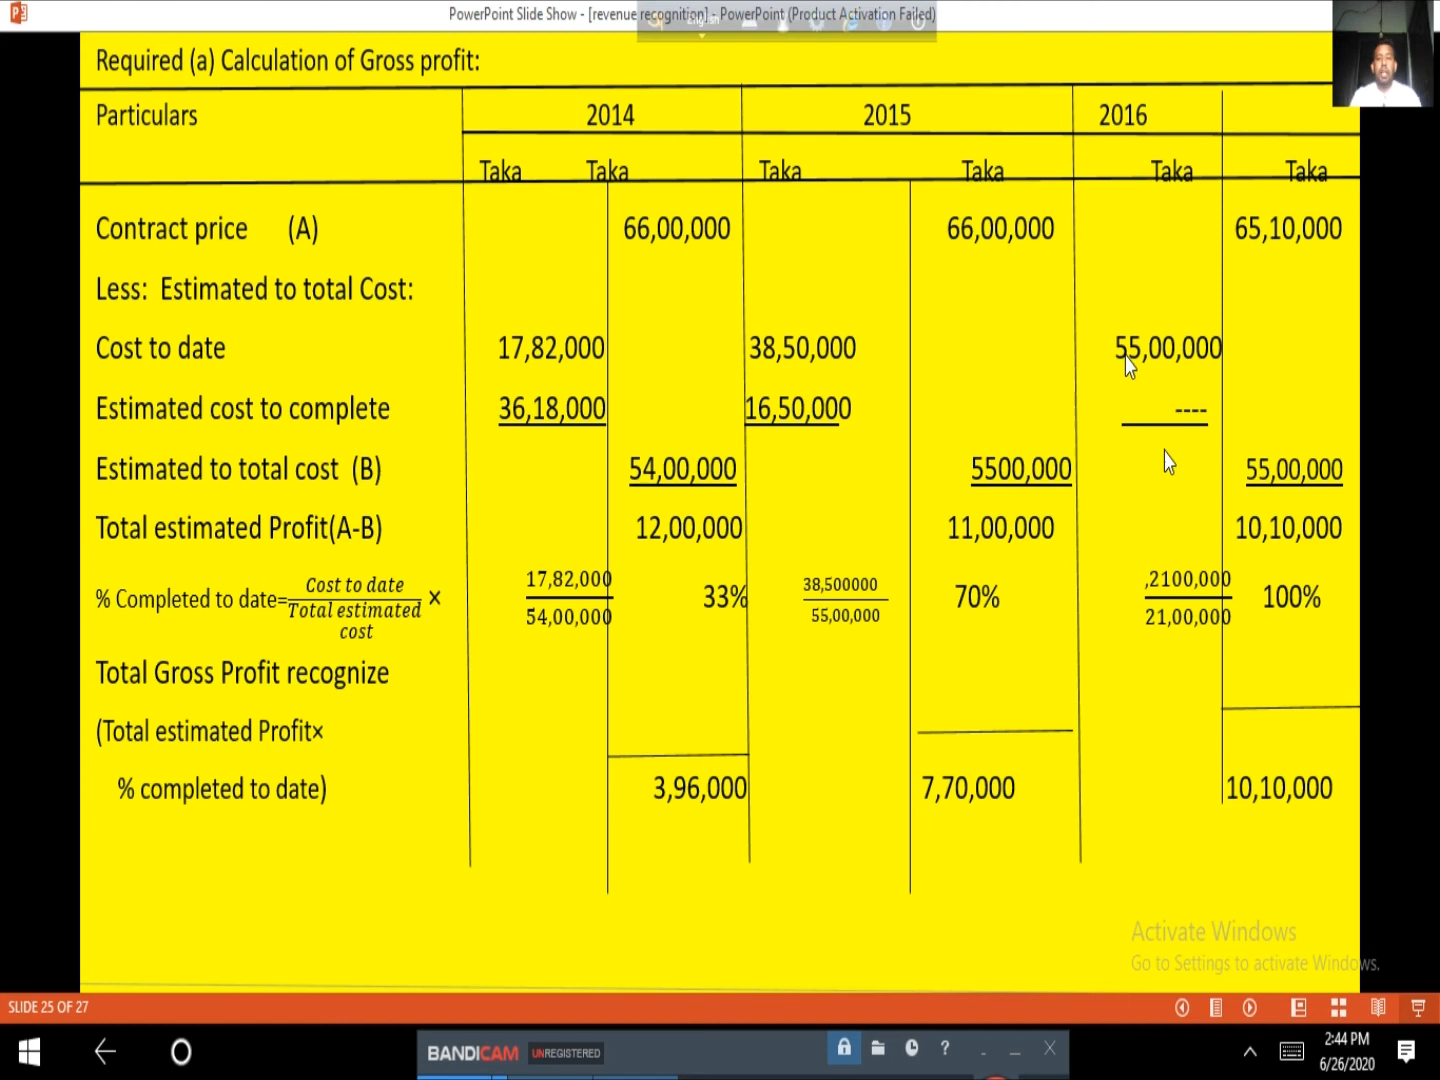 PowerPoint Slide Show - [revenue recognition] - PowerPoint (Product Activation Failed)
Required (a) Calculation of Gross profit:
Particulars 2014 2015 2016
Taka Taka Taka Taka Taka Taka
Contract price (A) 66,00,000 66,00,000 65,10,000
Less: Estimated to total Cost:
Cost to date 17,82,000 38,50,000 55,00,000
Estimated cost to complete 36,18,000 16,50,000 ----
Estimated to total cost (B) 54,00,000 5500,000 55,00,000
Total estimated Profit(A-B) 12,00,000 11,00,000 10,10,000
Cost to date 17,82,000 38,500000 ,2100,000
% Completed to date= × 33% 70% 100%
Total estimated 54,00,000 55,00,000 21,00,000
cost
Total Gross Profit recognize
(Total estimated Profit×
% completed to date) 3,96,000 7,70,000 10,10,000
Activate Windows
Go to Settings to activate Windows.
SLIDE 25 OF 27
BANDICAM UNREGISTERED
2:44 PM
6/26/2020